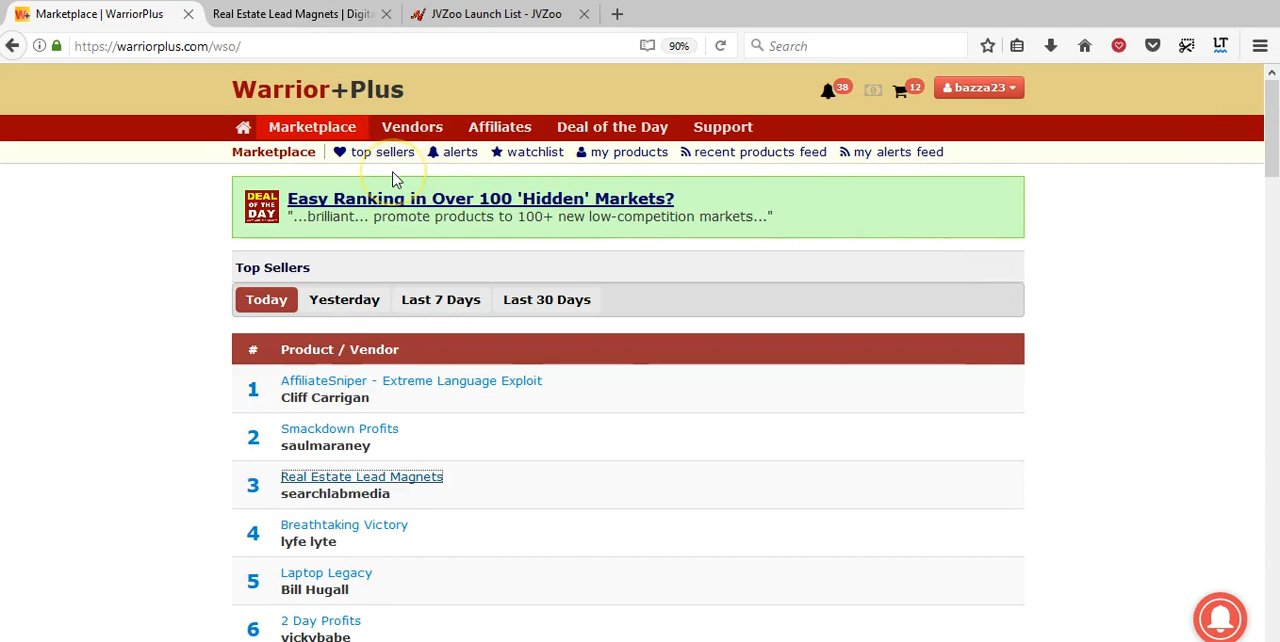 Marketplace | WarriorPlus
Real Estate Lead Magnets | Digita
JVZoo Launch List - JVZoo
https://warriorplus.com/wso/
90%
Search
LT
Warrior+Plus
38
12
bazza23
Marketplace
Vendors
Affiliates
Deal of the Day
Support
Marketplace
top sellers
alerts
watchlist
my products
recent products feed
my alerts feed
DEAL OF THE DAY
Easy Ranking in Over 100 'Hidden' Markets?
"...brilliant... promote products to 100+ new low-competition markets..."
Top Sellers
Today
Yesterday
Last 7 Days
Last 30 Days
# Product / Vendor
1 AffiliateSniper - Extreme Language Exploit
Cliff Carrigan
2 Smackdown Profits
saulmaraney
3 Real Estate Lead Magnets
searchlabmedia
4 Breathtaking Victory
lyfe lyte
5 Laptop Legacy
Bill Hugall
6 2 Day Profits
vickybabe